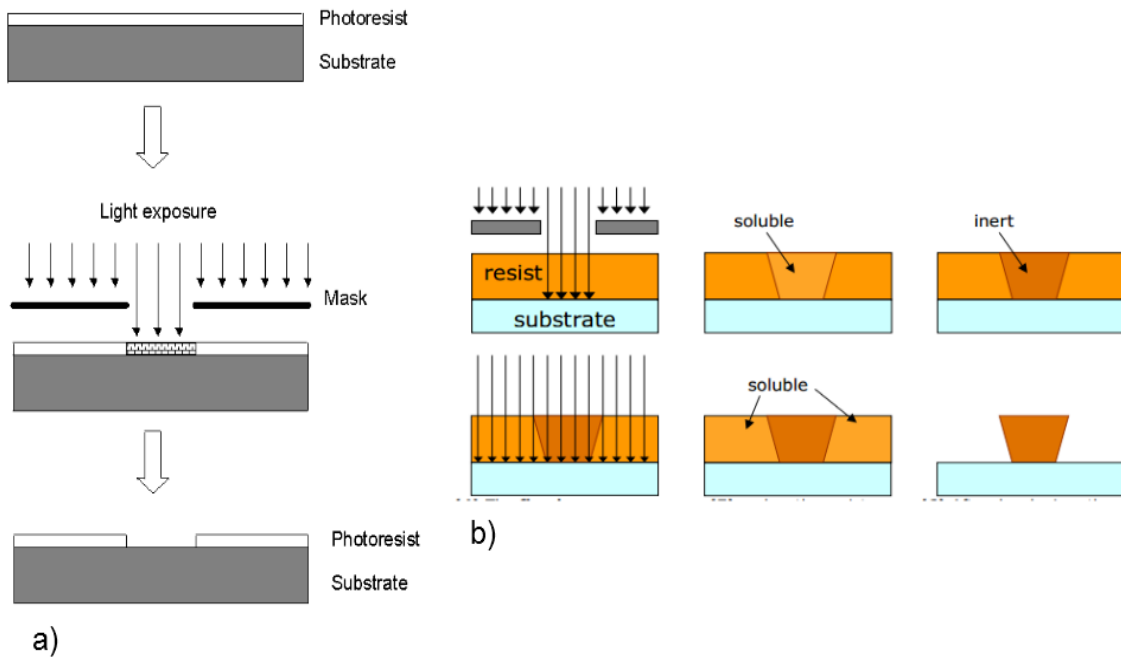 Photoresist
Substrate
Light exposure
Mask
Photoresist
Substrate
a)
resist
substrate
soluble
inert
soluble
b)